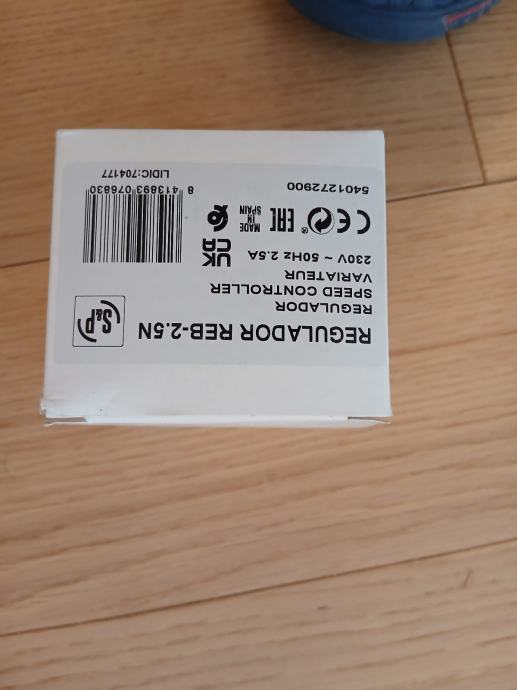 REGULADOR REB-2.5N
S&P
REGULADOR
SPEED CONTROLLER
VARIATEUR
230V ~ 50Hz 2.5A
UK
CA
CE
EAC
MADE
IN
SPAIN
5401272900
8 413893 076830
LIDIC:704177